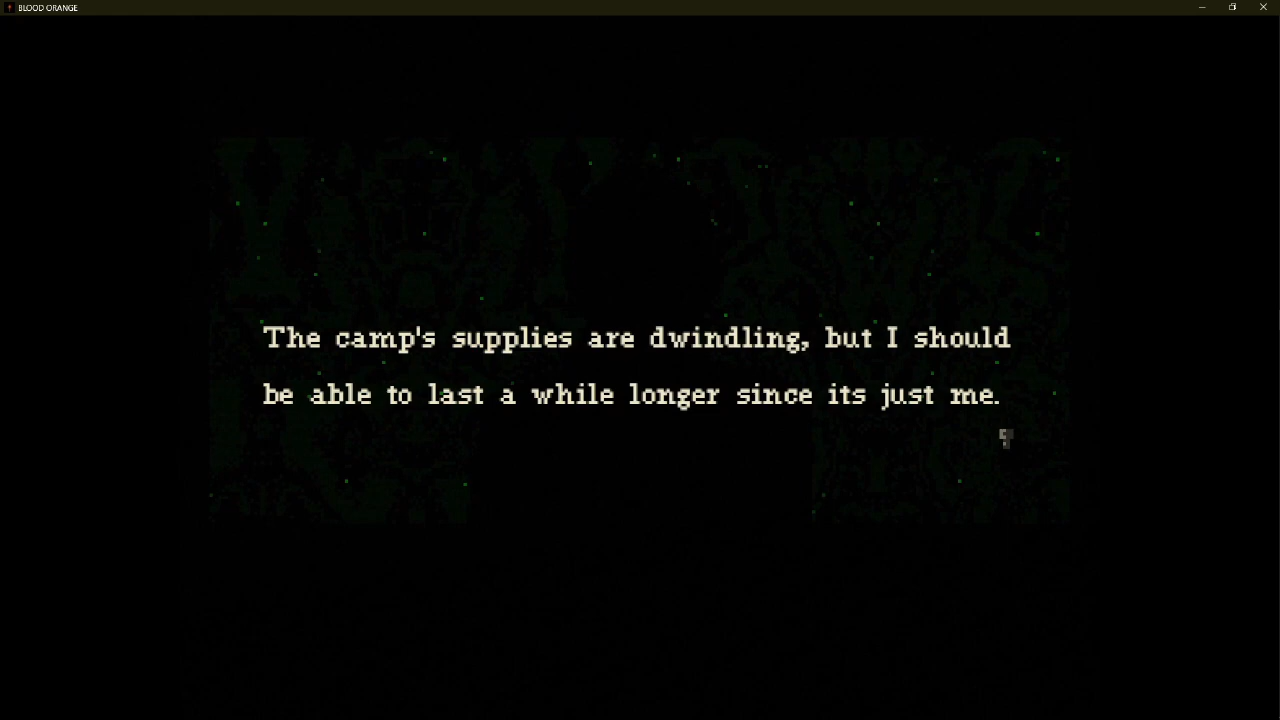 BLOOD ORANGE
The camp's supplies are dwindling, but I should
be able to last a while longer since its just me.